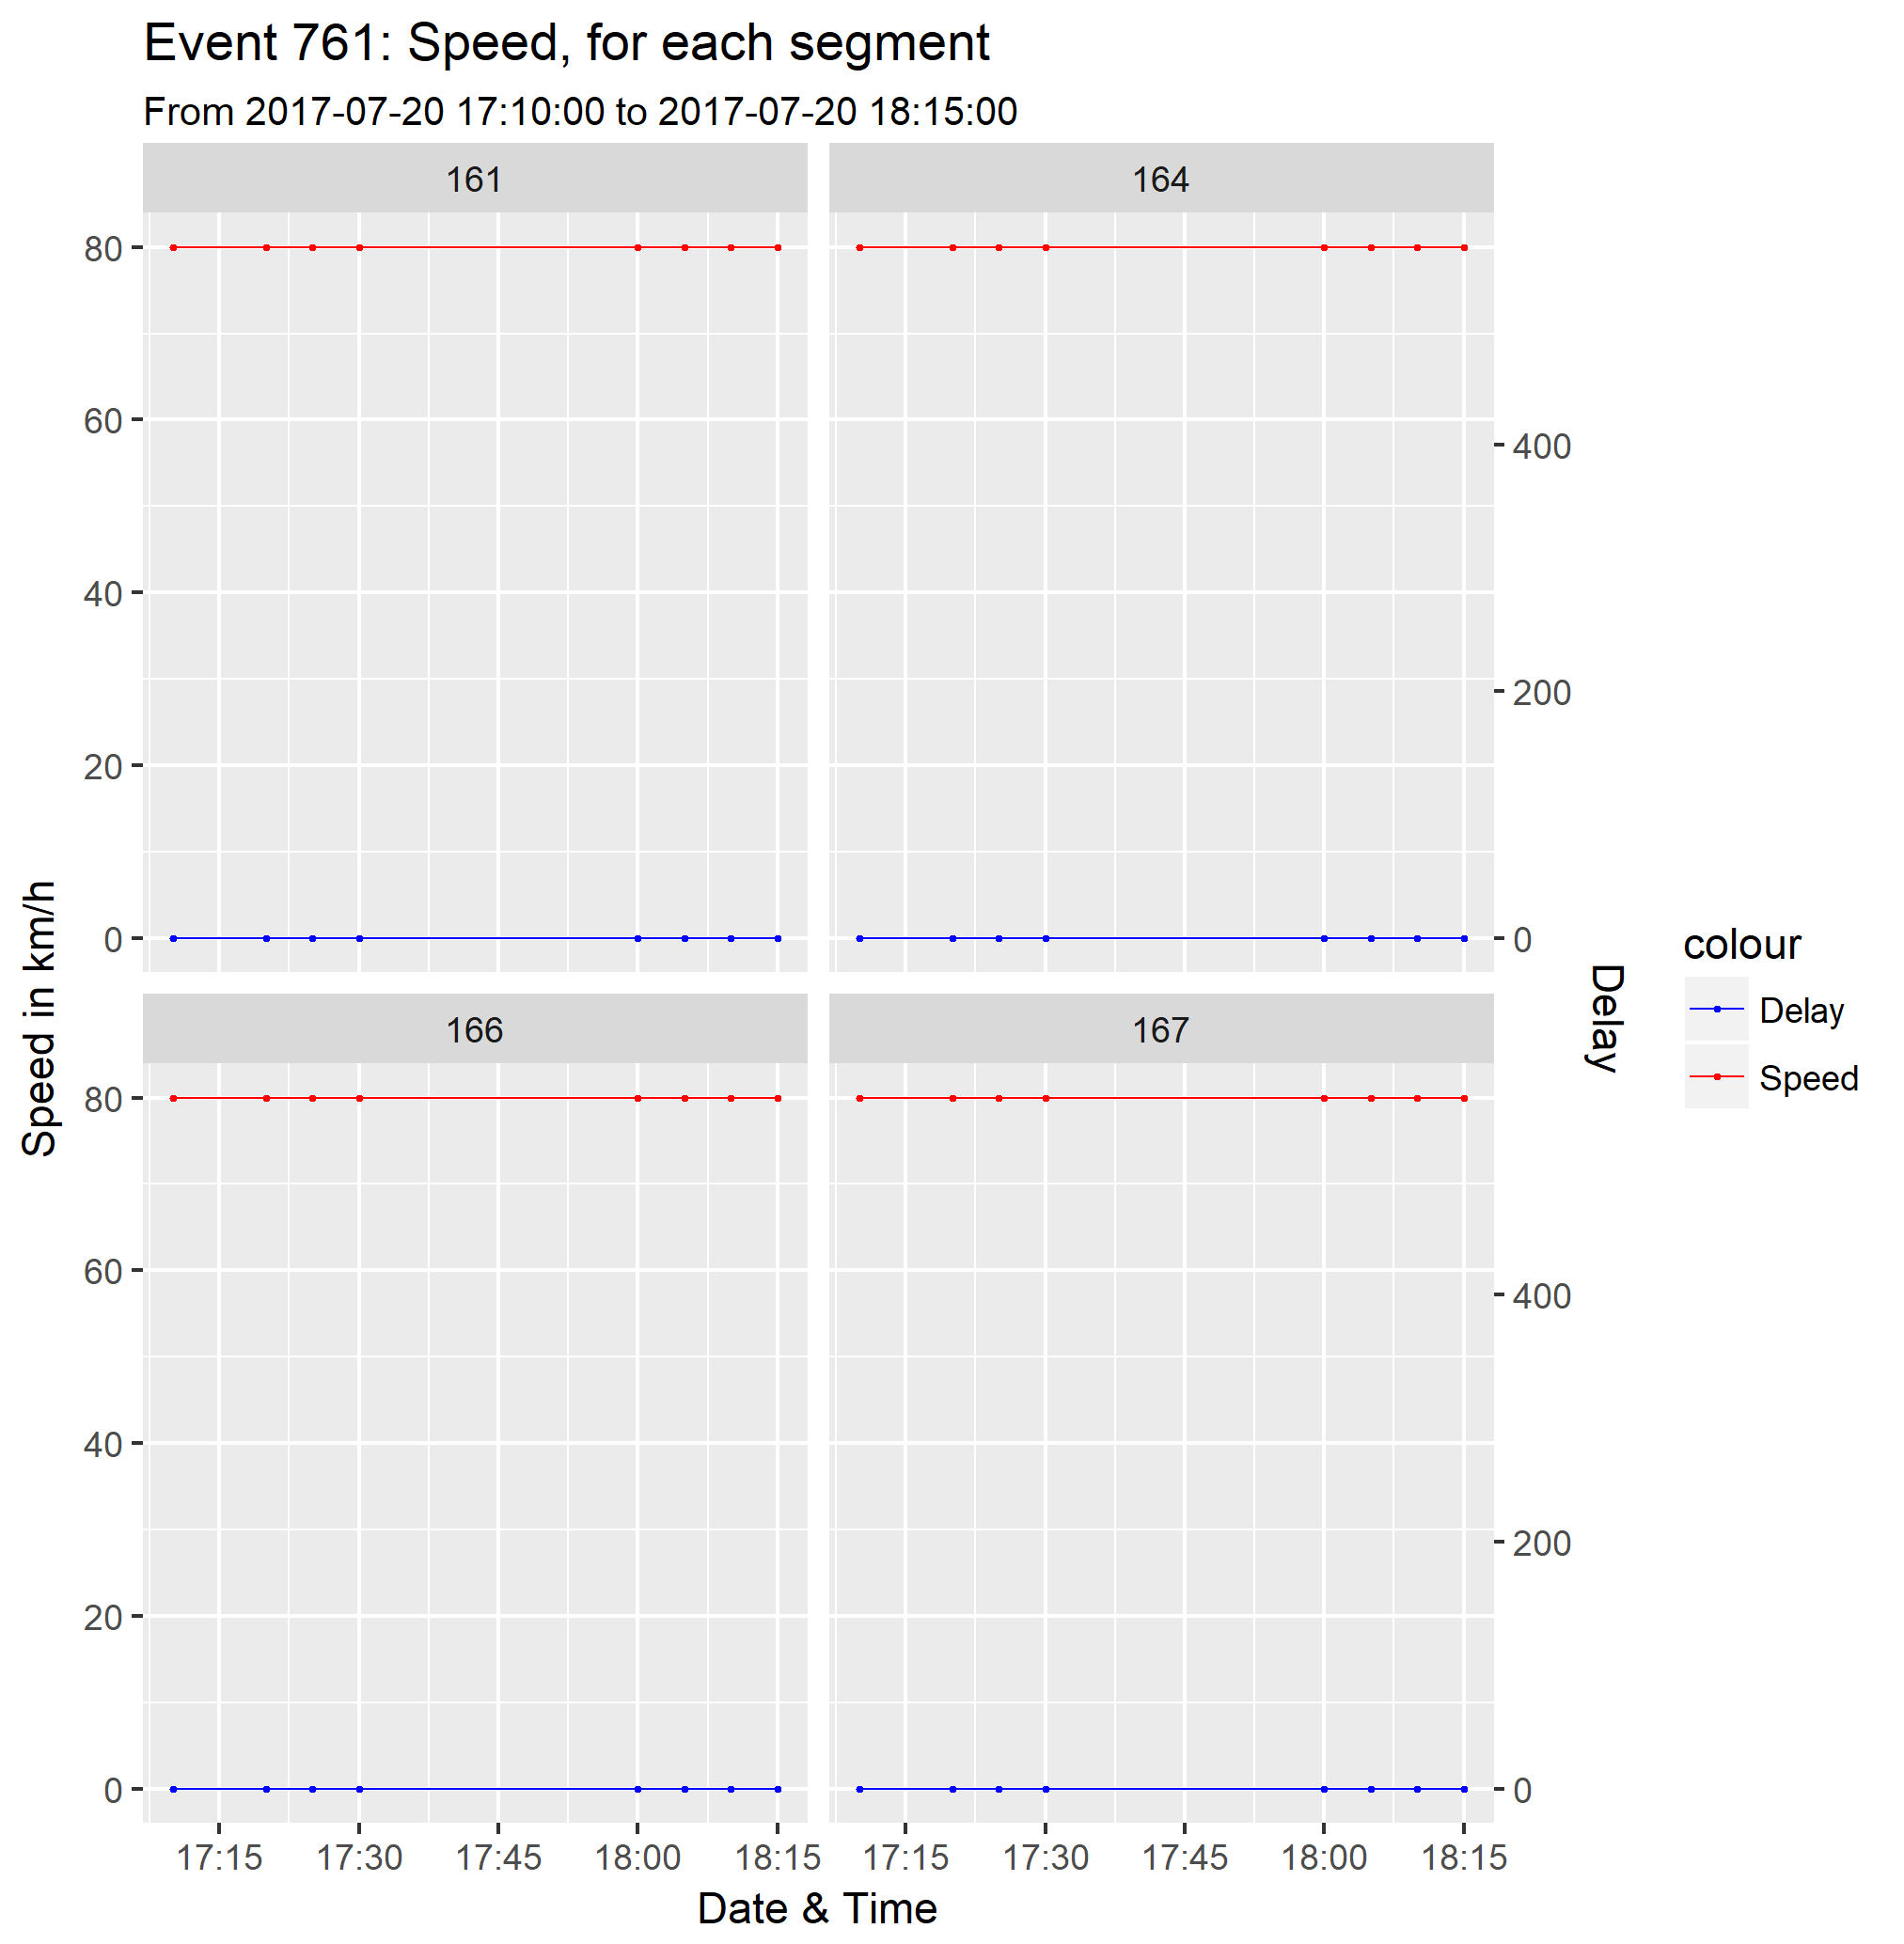 Event 761: Speed, for each segment
From 2017-07-20 17:10:00 to 2017-07-20 18:15:00
161
164
80
60
40
20
0
400
200
0
166
167
80
60
40
20
0
400
200
0
17:15 17:30 17:45 18:00 18:15
17:15 17:30 17:45 18:00 18:15
Date & Time
Speed in km/h
Delay
colour
Delay
Speed